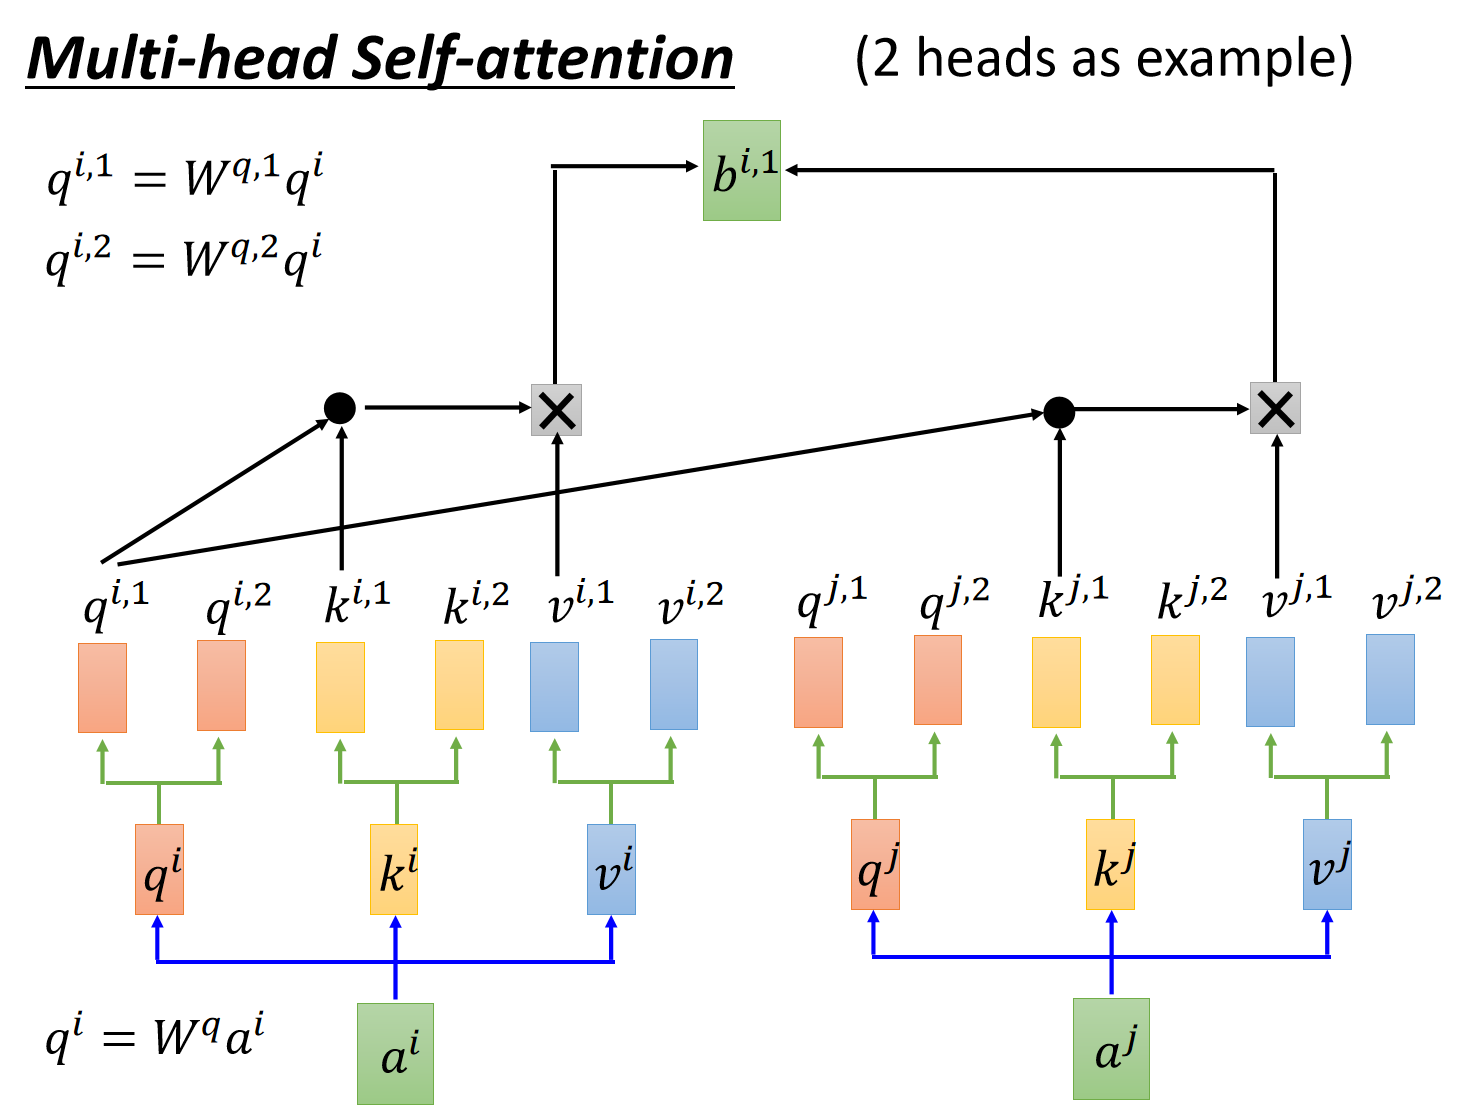 Multi-head Self-attention (2 heads as example)
q^{i,1} = W^{q,1}q^{i}
q^{i,2} = W^{q,2}q^{i}
b^{i,1}
q^{i,1} q^{i,2} k^{i,1} k^{i,2} v^{i,1} v^{i,2} q^{j,1} q^{j,2} k^{j,1} k^{j,2} v^{j,1} v^{j,2}
q^{i} k^{i} v^{i} q^{j} k^{j} v^{j}
q^{i} = W^{q}a^{i}
a^{i} a^{j}